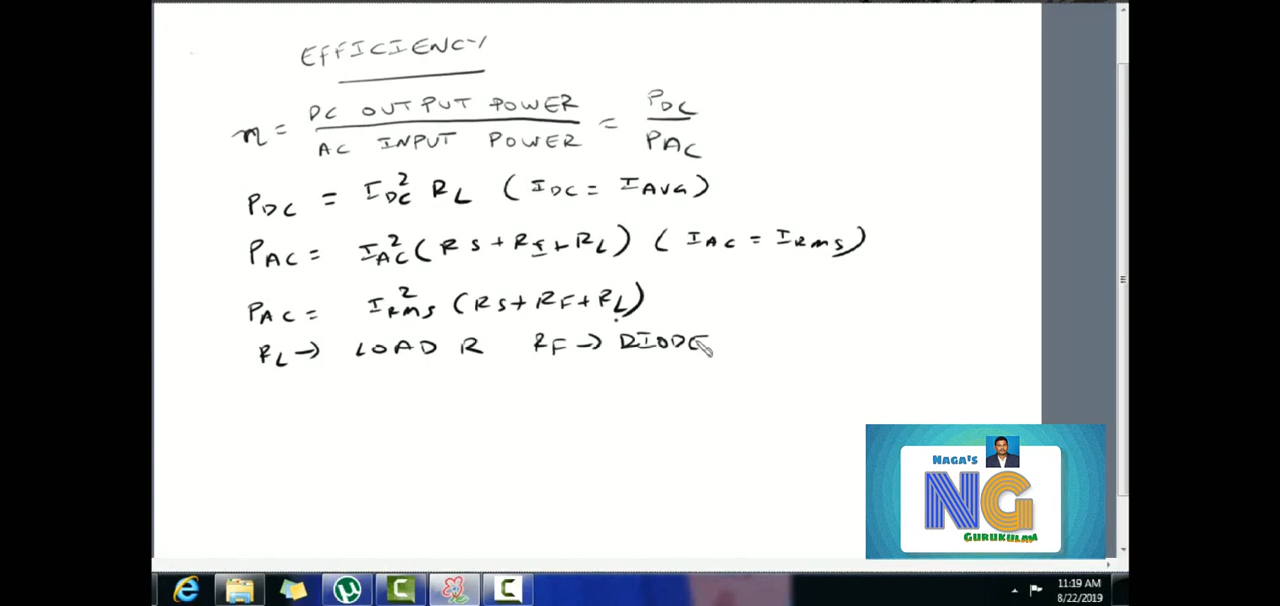 EFFICIENCY
η = DC OUTPUT POWER / AC INPUT POWER = PDC / PAC
PDC = IDC² RL (IDC = IAVG)
PAC = IAC² (RS + RF + RL) (IAC = IRMS)
PAC = IRMS² (RS + RF + RL)
RL → LOAD R RF → DIODE
NAGA'S
NG
GURUKULAM
11:19 AM
8/22/2019